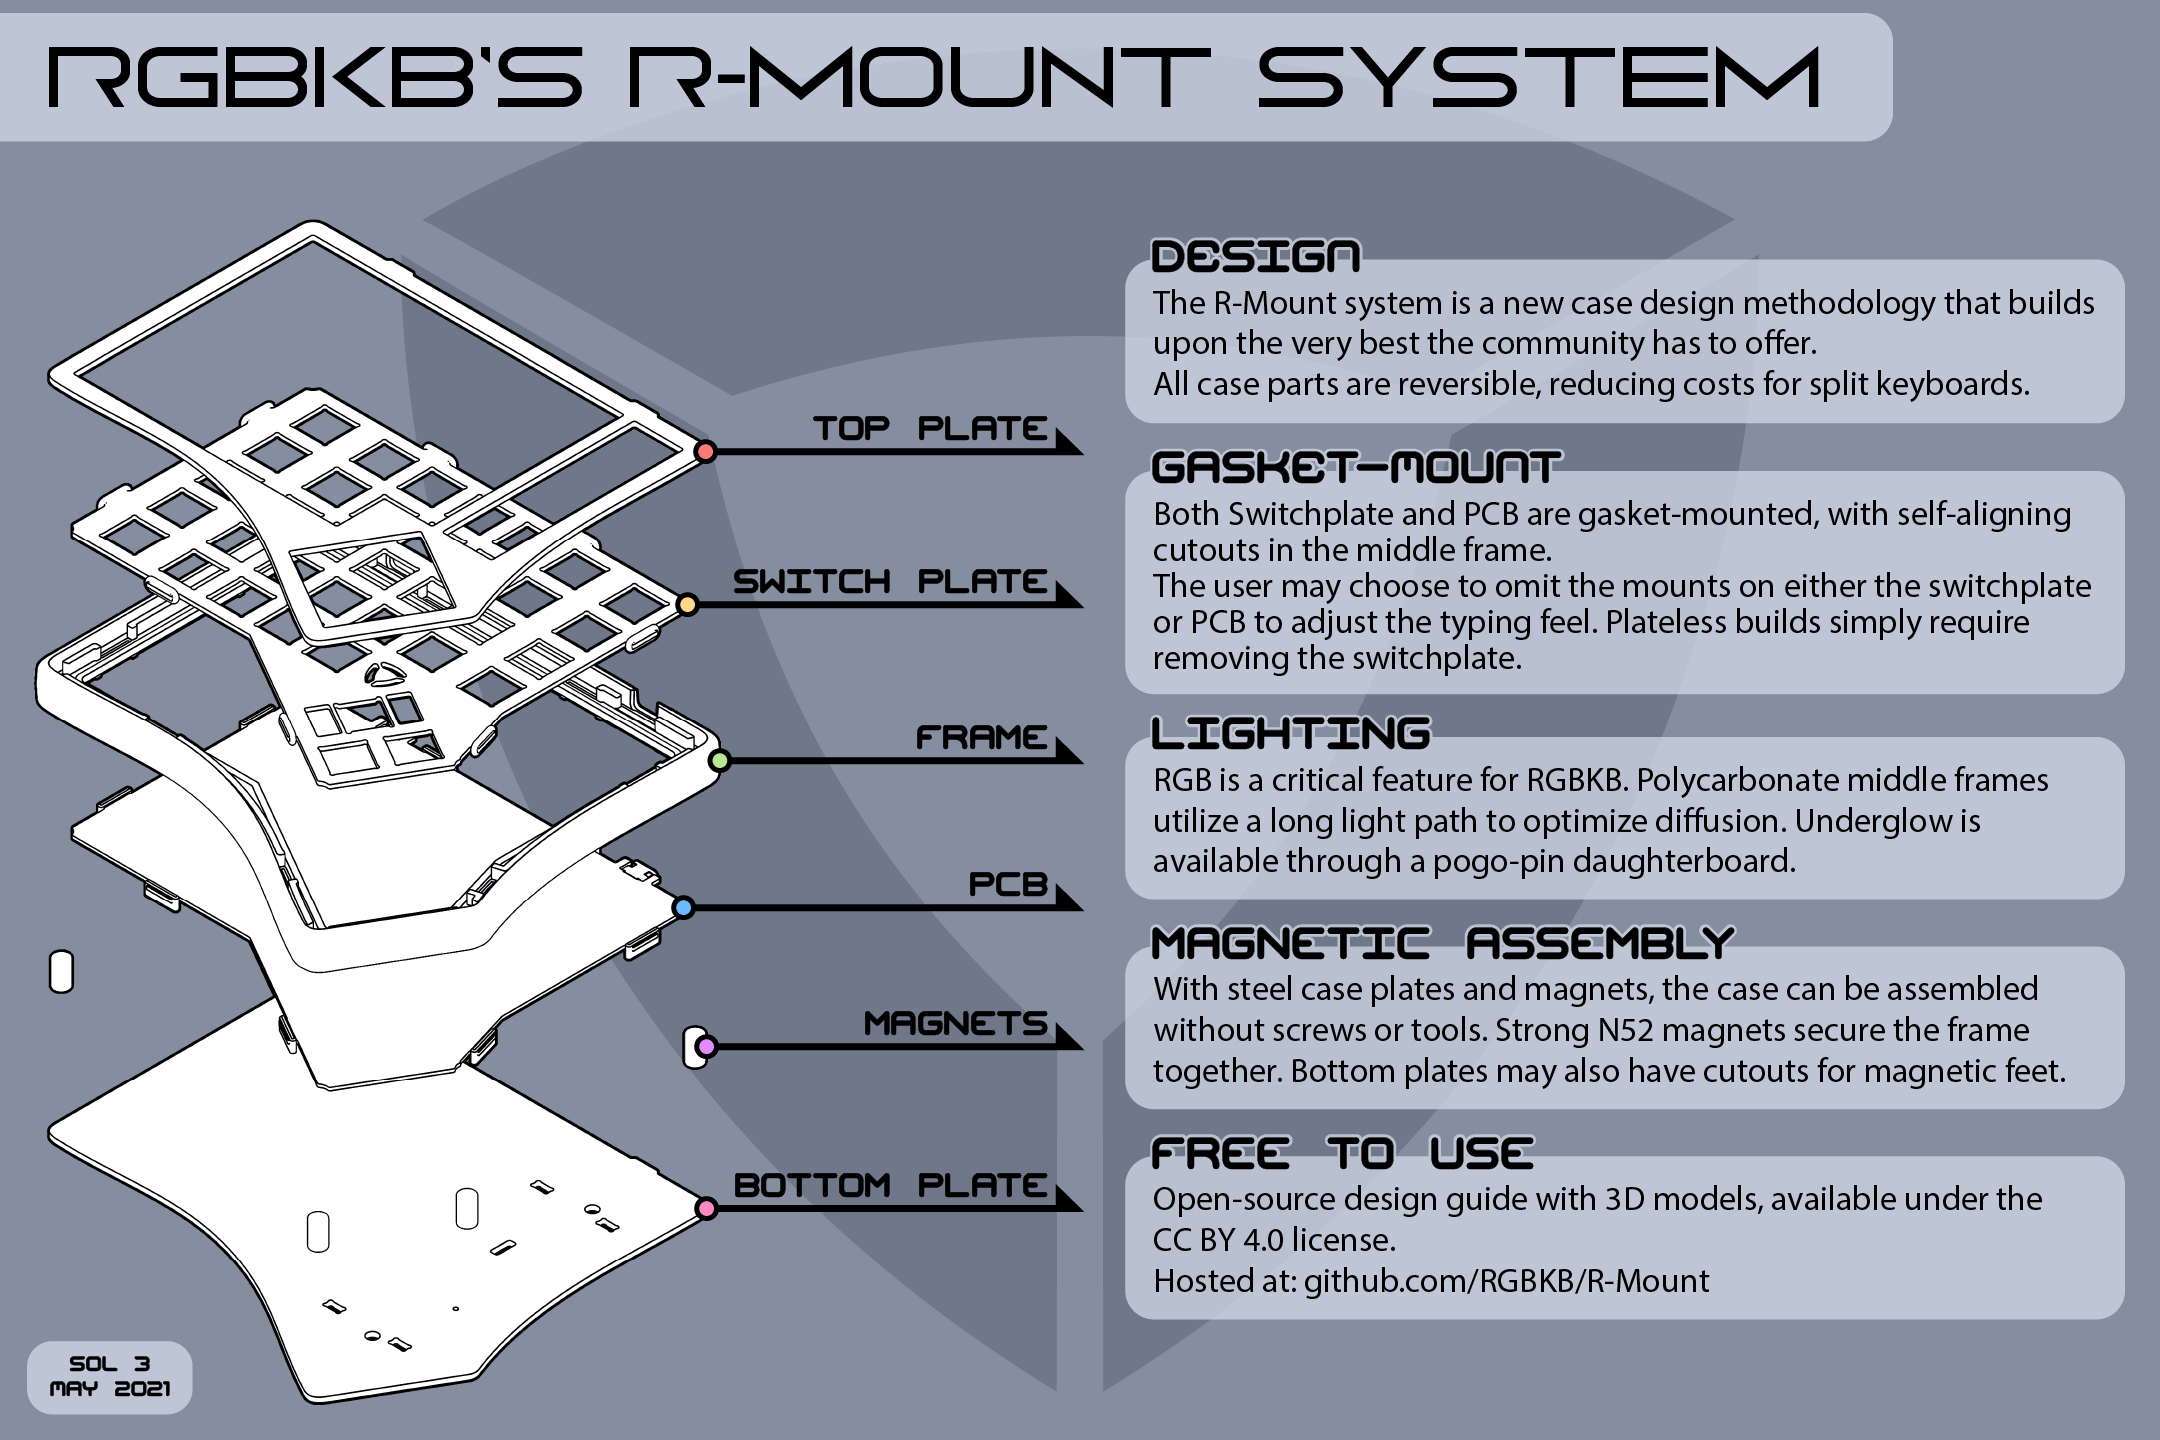 RGBKB'S R-MOUNT SYSTEM
TOP PLATE
SWITCH PLATE
FRAME
PCB
MAGNETS
BOTTOM PLATE
SOL 3
MAY 2021
DESIGN
The R-Mount system is a new case design methodology that builds
upon the very best the community has to offer.
All case parts are reversible, reducing costs for split keyboards.
GASKET-MOUNT
Both Switchplate and PCB are gasket-mounted, with self-aligning
cutouts in the middle frame.
The user may choose to omit the mounts on either the switchplate
or PCB to adjust the typing feel. Plateless builds simply require
removing the switchplate.
LIGHTING
RGB is a critical feature for RGBKB. Polycarbonate middle frames
utilize a long light path to optimize diffusion. Underglow is
available through a pogo-pin daughterboard.
MAGNETIC ASSEMBLY
With steel case plates and magnets, the case can be assembled
without screws or tools. Strong N52 magnets secure the frame
together. Bottom plates may also have cutouts for magnetic feet.
FREE TO USE
Open-source design guide with 3D models, available under the
CC BY 4.0 license.
Hosted at: github.com/RGBKB/R-Mount